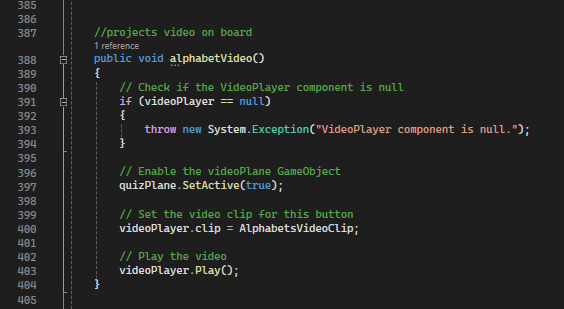 385
386
387 //projects video on board
1 reference
388 public void alphabetVideo()
389 {
390 // Check if the VideoPlayer component is null
391 if (videoPlayer == null)
392 {
393 throw new System.Exception("VideoPlayer component is null.");
394 }
395
396 // Enable the videoPlane GameObject
397 quizPlane.SetActive(true);
398
399 // Set the video clip for this button
400 videoPlayer.clip = AlphabetsVideoClip;
401
402 // Play the video
403 videoPlayer.Play();
404 }
405